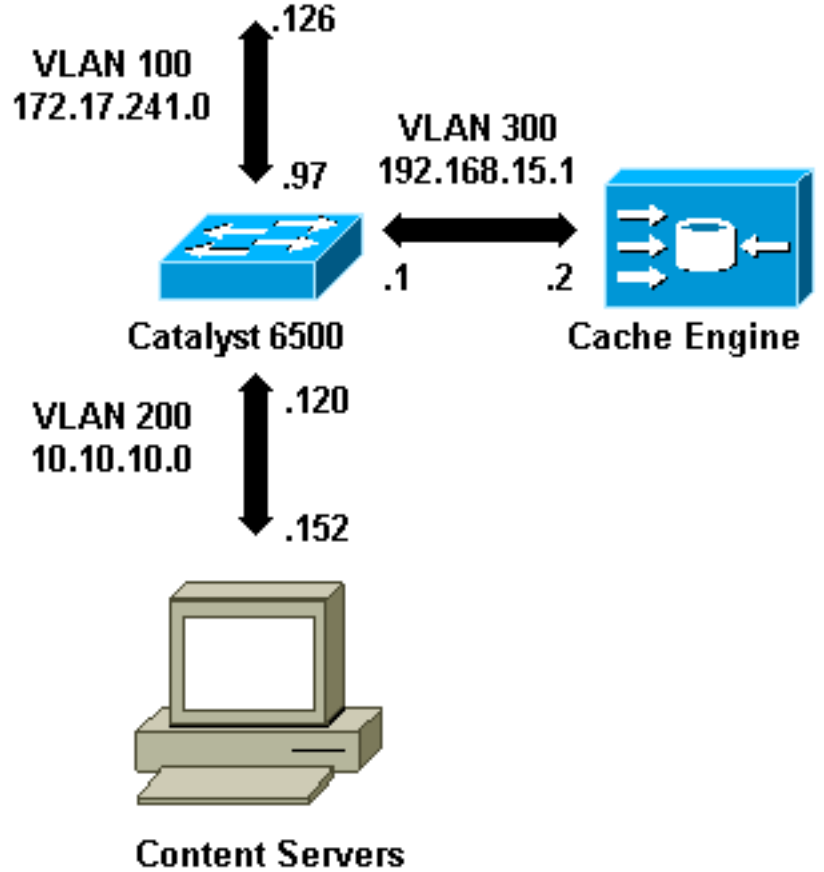 .126
VLAN 100
172.17.241.0
.97
VLAN 300
192.168.15.1
.1
.2
Catalyst 6500
Cache Engine
VLAN 200
10.10.10.0
.120
.152
Content Servers